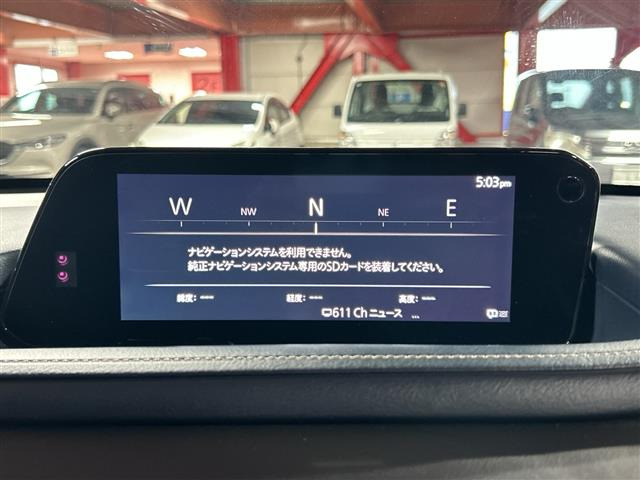 5:03pm
W NW N NE E
ナビゲーションシステムを利用できません。
純正ナビゲーションシステム専用のSDカードを装着してください。
緯度: --- 経度: --- 高度: ---
611 Ch ニュース ...